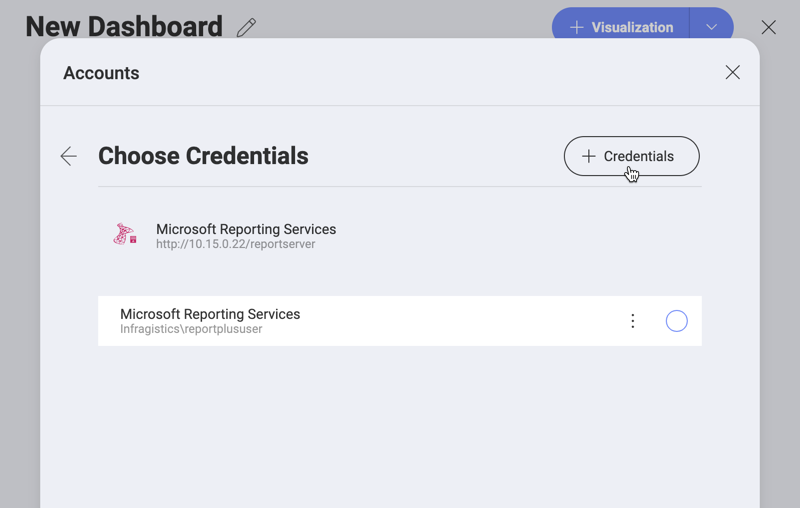 New Dashboard
Visualization
Accounts
Choose Credentials
Credentials
Microsoft Reporting Services
http://10.15.0.22/reportserver
Microsoft Reporting Services
Infragistics\reportplususer